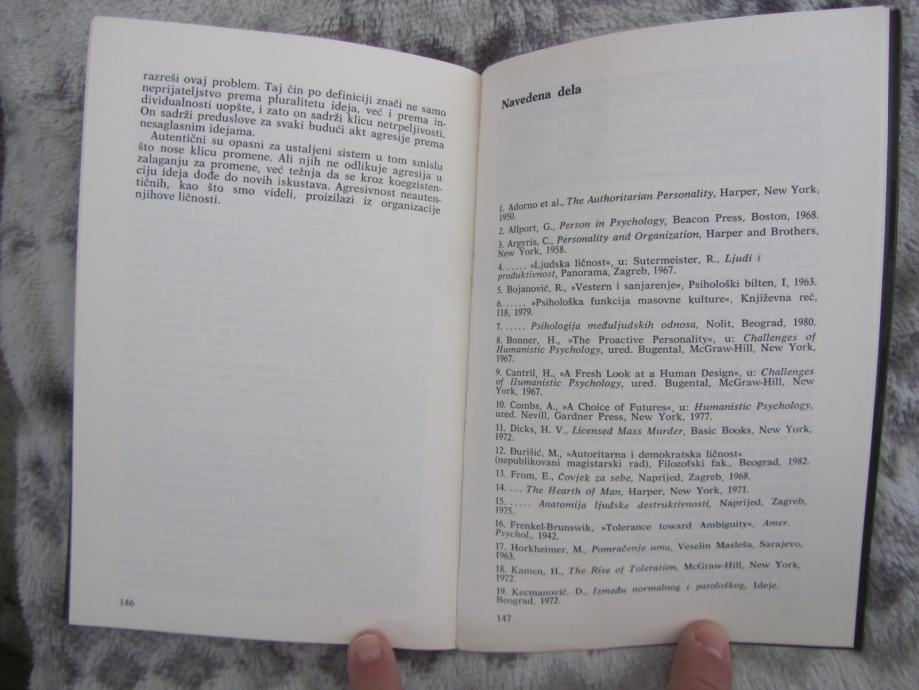 razreši ovaj problem. Taj čin po definiciji znači ne samo
neprijateljstvo prema pluralitetu ideja, već i prema in-
dividualnosti uopšte, i zato on sadrži klicu netrpeljivosti.
On sadrži preduslove za svaki budući akt agresije prema
nesaglasnim idejama.
Autentični su opasni za ustaljeni sistem u tom smislu
što nose klicu promene. Ali njih ne odlikuje agresija u
zalaganju za promene, već težnja da se kroz koegzisten-
ciju ideja dođe do novih iskustava. Agresivnost neauten-
tičnih, kao što smo videli, proizilazi iz organizacije
njihove ličnosti.
146
Navedena dela
1. Adorno et al., The Authoritarian Personality, Harper, New York,
1950.
2. Allport, G., Person in Psychology, Beacon Press, Boston, 1968.
3. Argyris, C., Personality and Organization, Harper and Brothers,
New York, 1958.
4. ..... »Ljudska ličnost«, u: Sutermeister, R., Ljudi i
produktivnost, Panorama, Zagreb, 1967.
5. Bojanović, R., »Vestern i sanjarenje«, Psihološki bilten, I, 1963.
6. ..... »Psihološka funkcija masovne kulture«, Književna reč,
118, 1979.
7. ..... Psihologija međuljudskih odnosa, Nolit, Beograd, 1980.
8. Bonner, H., »The Proactive Personality«, u: Challenges of
Humanistic Psychology, ured. Bugental, McGraw-Hill, New York,
1967.
9. Cantril, H., »A Fresh Look at a Human Design«, u: Challenges
of Humanistic Psychology, ured. Bugental, McGraw-Hill, New
York, 1967.
10. Combs, A., »A Choice of Futures«, u: Humanistic Psychology,
ured. Nevill, Gardner Press, New York, 1977.
11. Dicks, H. V., Licensed Mass Murder, Basic Books, New York,
1972.
12. Đurišić, M., »Autoritarna i demokratska ličnost«
(nepublikovani magistarski rad), Filozofski fak., Beograd, 1982.
13. From, E., Čovjek za sebe, Naprijed, Zagreb, 1968.
14. ... The Hearth of Man, Harper, New York, 1971.
15. ..... Anatomija ljudske destruktivnosti, Naprijed, Zagreb,
1975.
16. Frenkel-Brunswik, »Tolerance toward Ambiguity«, Amer.
Psychol., 1942.
17. Horkheimer, M., Pomračenje uma, Veselin Masleša, Sarajevo,
1963.
18. Kamen, H., The Rise of Toleration, McGraw-Hill, New York,
1972.
19. Kecmanović, D., Između normalnog i patološkog, Ideje,
Beograd, 1972.
147